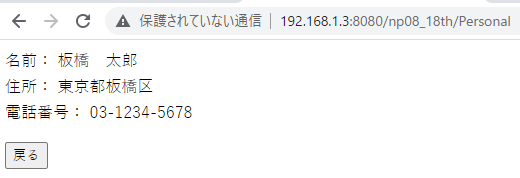 保護されていない通信 | 192.168.1.3:8080/np08_18th/Personal
名前： 板橋　太郎
住所： 東京都板橋区
電話番号： 03-1234-5678
戻る